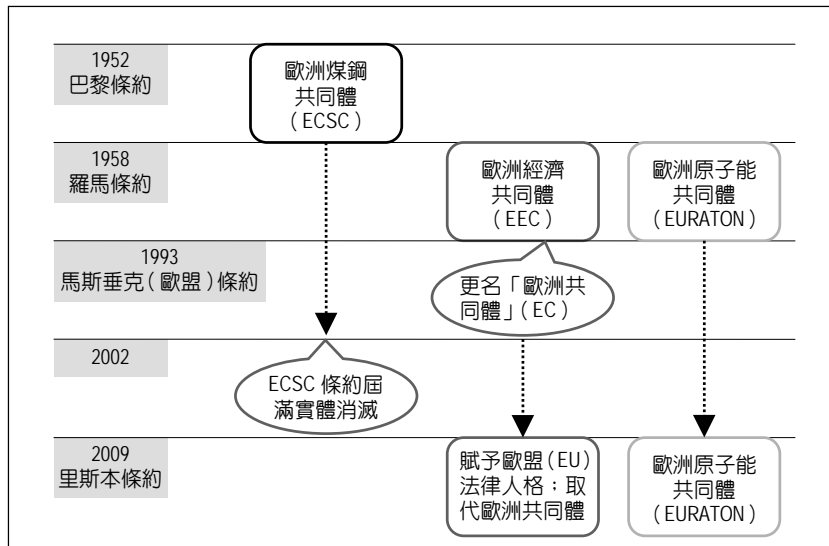 1952
巴黎條約
歐洲煤鋼
共同體
(ECSC)
1958
羅馬條約
歐洲經濟
共同體
(EEC)
歐洲原子能
共同體
(EURATON)
1993
馬斯垂克(歐盟)條約
更名「歐洲共
同體」(EC)
2002
ECSC 條約屆
滿實體消滅
2009
里斯本條約
賦予歐盟(EU)
法律人格;取
代歐洲共同體
歐洲原子能
共同體
(EURATON)